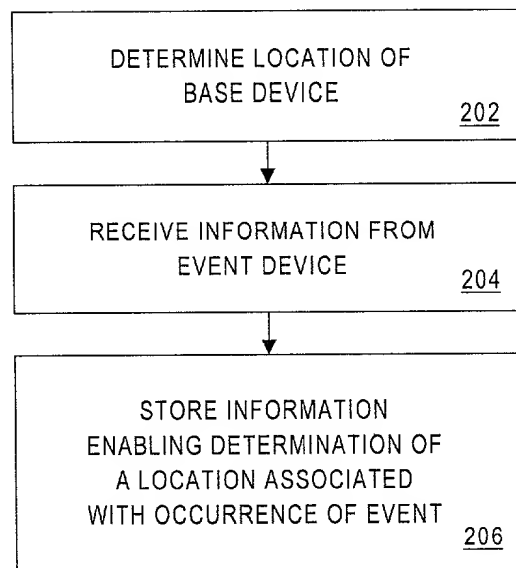 DETERMINE LOCATION OF
BASE DEVICE
202
RECEIVE INFORMATION FROM
EVENT DEVICE
204
STORE INFORMATION
ENABLING DETERMINATION OF
A LOCATION ASSOCIATED
WITH OCCURRENCE OF EVENT
206